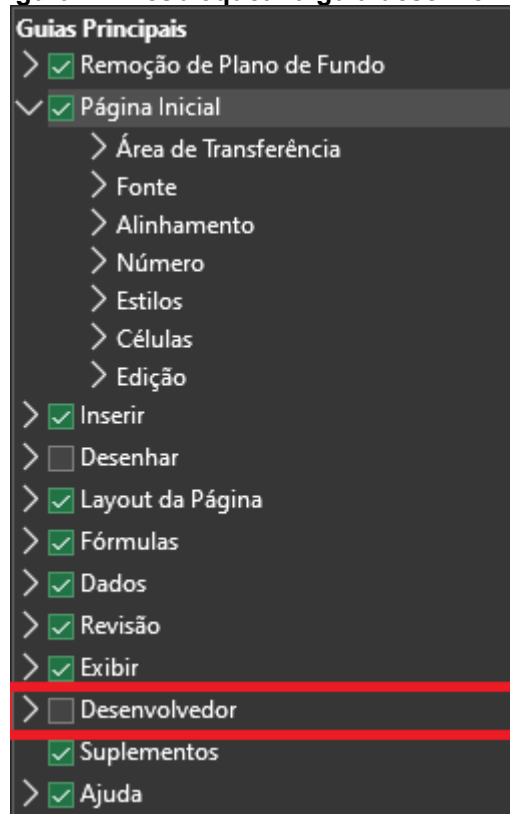 Guias Principais
Remoção de Plano de Fundo
Página Inicial
Área de Transferência
Fonte
Alinhamento
Número
Estilos
Células
Edição
Inserir
Desenhar
Layout da Página
Fórmulas
Dados
Revisão
Exibir
Desenvolvedor
Suplementos
Ajuda